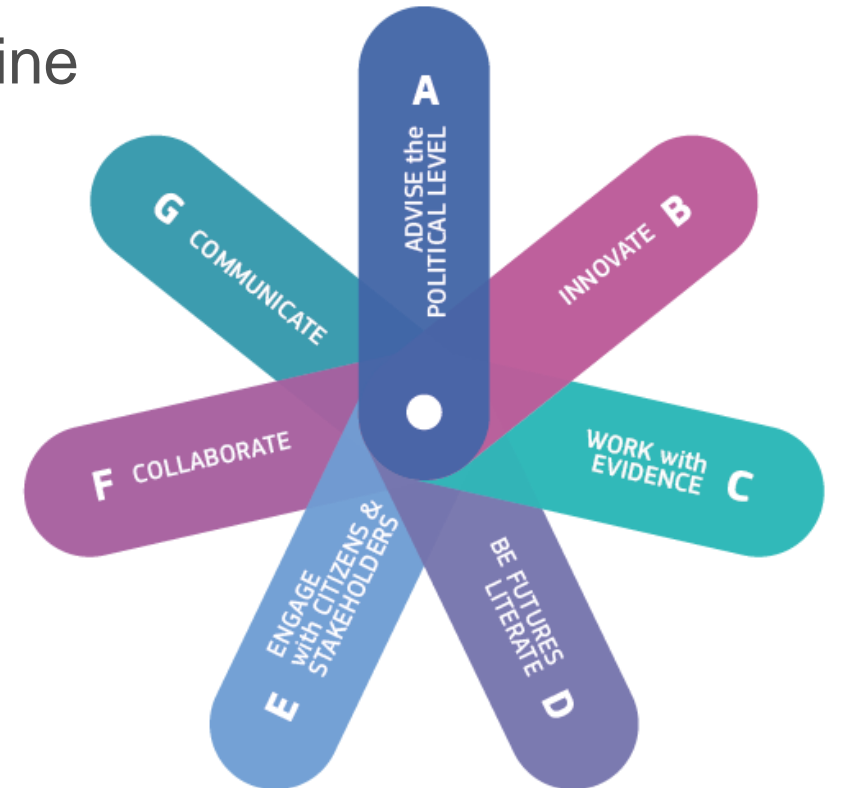 ine
A
ADVISE the
POLITICAL LEVEL
B
INNOVATE
C
WORK with
EVIDENCE
D
BE FUTURES
LITERATE
E
ENGAGE
with CITIZENS &
STAKEHOLDERS
F
COLLABORATE
G
COMMUNICATE